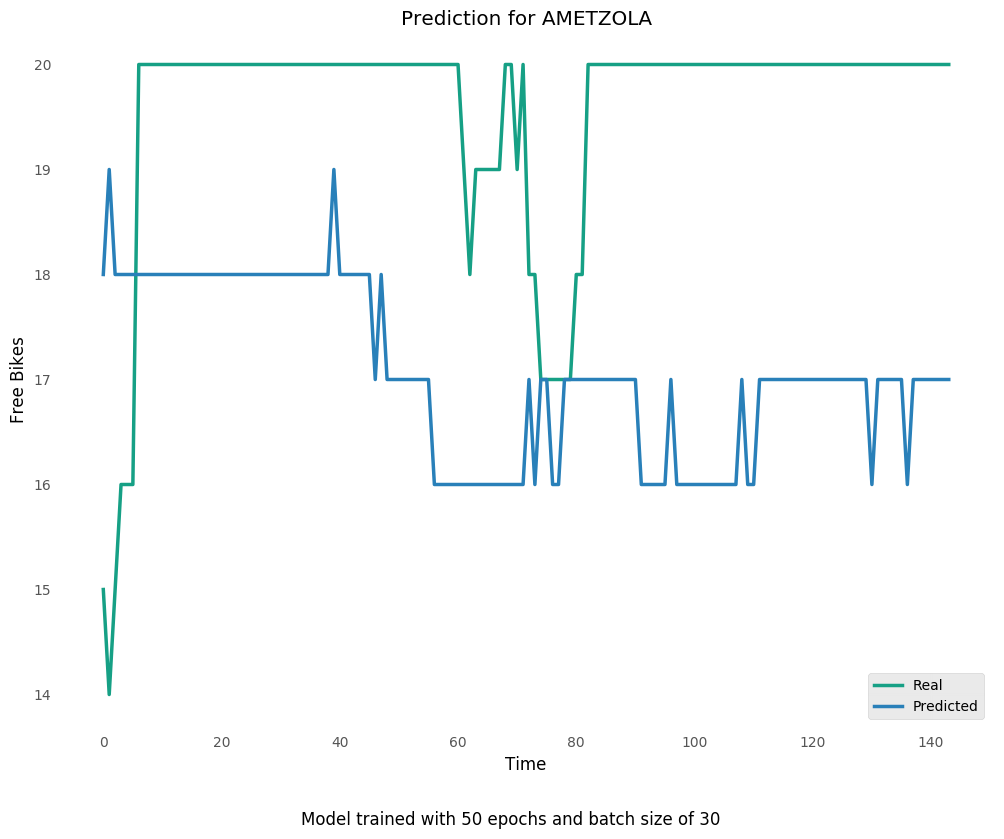 Prediction for AMETZOLA
20
19
18
17
16
15
14
Free Bikes
Real
Predicted
0 20 40 60 80 100 120 140
Time
Model trained with 50 epochs and batch size of 30